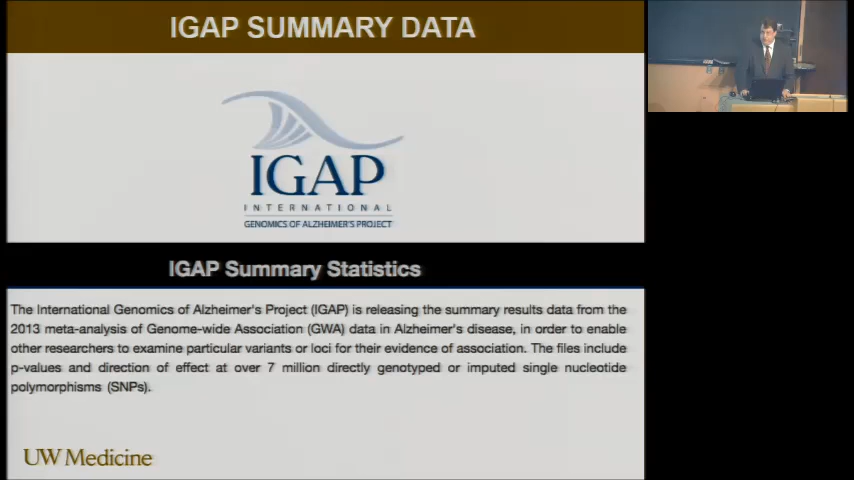 IGAP SUMMARY DATA
IGAP
INTERNATIONAL
GENOMICS OF ALZHEIMER'S PROJECT
IGAP Summary Statistics
The International Genomics of Alzheimer's Project (IGAP) is releasing the summary results data from the
2013 meta-analysis of Genome-wide Association (GWA) data in Alzheimer's disease, in order to enable
other researchers to examine particular variants or loci for their evidence of association. The files include
p-values and direction of effect at over 7 million directly genotyped or imputed single nucleotide
polymorphisms (SNPs).
UW Medicine